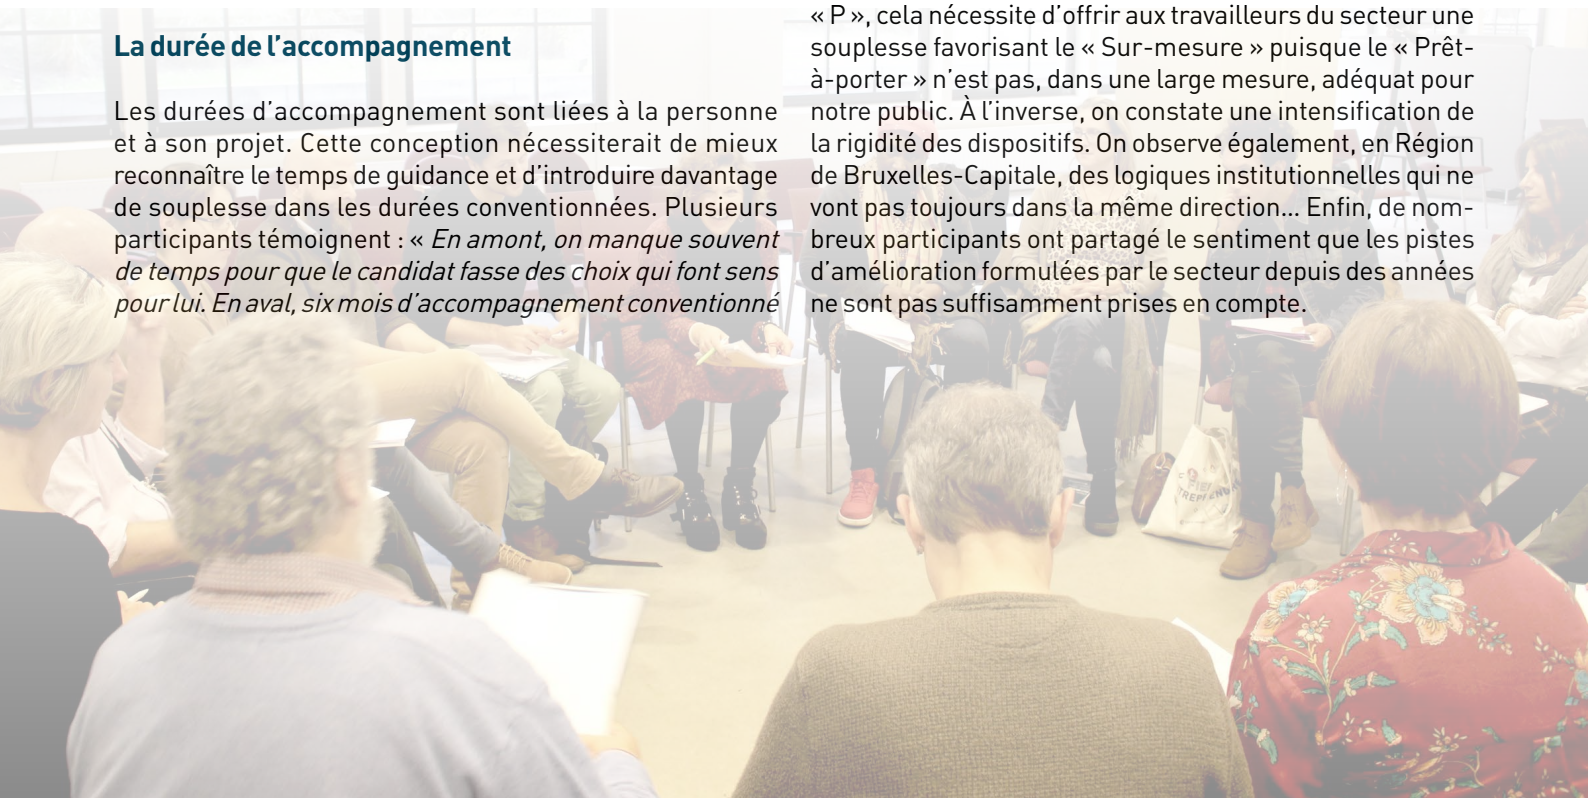 La durée de l'accompagnement
Les durées d'accompagnement sont liées à la personne
et à son projet. Cette conception nécessiterait de mieux
reconnaître le temps de guidance et d'introduire davantage
de souplesse dans les durées conventionnées. Plusieurs
participants témoignent : « En amont, on manque souvent
de temps pour que le candidat fasse des choix qui font sens
pour lui. En aval, six mois d'accompagnement conventionné
« P », cela nécessite d'offrir aux travailleurs du secteur une
souplesse favorisant le « Sur-mesure » puisque le « Prêt-
à-porter » n'est pas, dans une large mesure, adéquat pour
notre public. À l'inverse, on constate une intensification de
la rigidité des dispositifs. On observe également, en Région
de Bruxelles-Capitale, des logiques institutionnelles qui ne
vont pas toujours dans la même direction... Enfin, de nom-
breux participants ont partagé le sentiment que les pistes
d'amélioration formulées par le secteur depuis des années
ne sont pas suffisamment prises en compte.